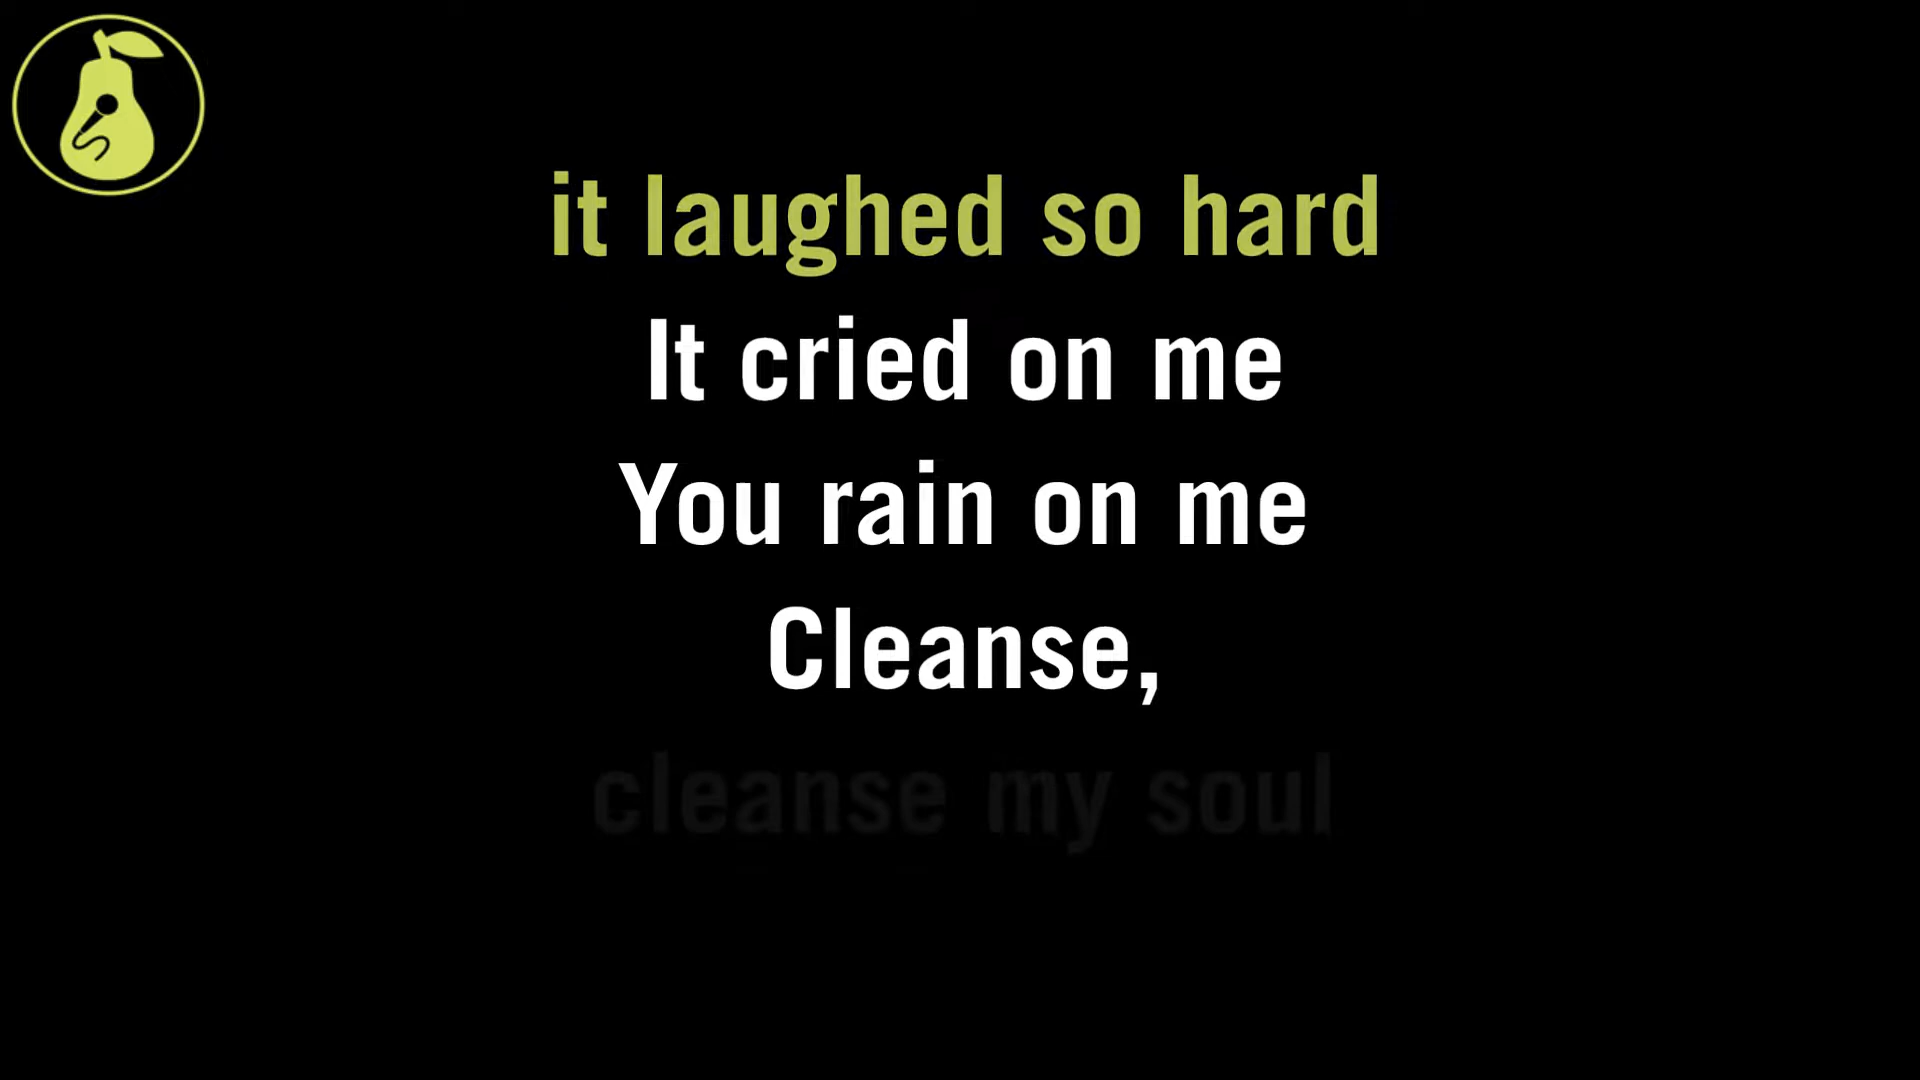 it laughed so hard
It cried on me
You rain on me
Cleanse,
cleanse my soul